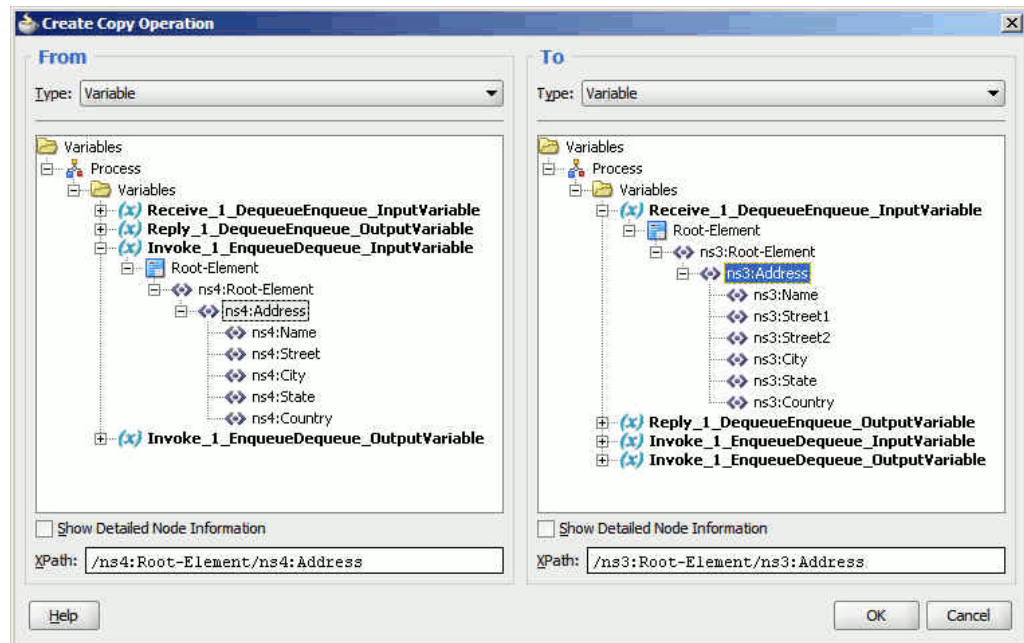 Create Copy Operation
From
Type: Variable
Variables
Process
Variables
(x) Receive_1_DequeueEnqueue_InputVariable
(x) Reply_1_DequeueEnqueue_OutputVariable
(x) Invoke_1_EnqueueDequeue_InputVariable
Root-Element
ns4:Root-Element
ns4:Address
ns4:Name
ns4:Street
ns4:City
ns4:State
ns4:Country
(x) Invoke_1_EnqueueDequeue_OutputVariable
Show Detailed Node Information
XPath: /ns4:Root-Element/ns4:Address
To
Type: Variable
Variables
Process
Variables
(x) Receive_1_DequeueEnqueue_InputVariable
Root-Element
ns3:Root-Element
ns3:Address
ns3:Name
ns3:Street1
ns3:Street2
ns3:City
ns3:State
ns3:Country
(x) Reply_1_DequeueEnqueue_OutputVariable
(x) Invoke_1_EnqueueDequeue_InputVariable
(x) Invoke_1_EnqueueDequeue_OutputVariable
Show Detailed Node Information
XPath: /ns3:Root-Element/ns3:Address
Help
OK
Cancel